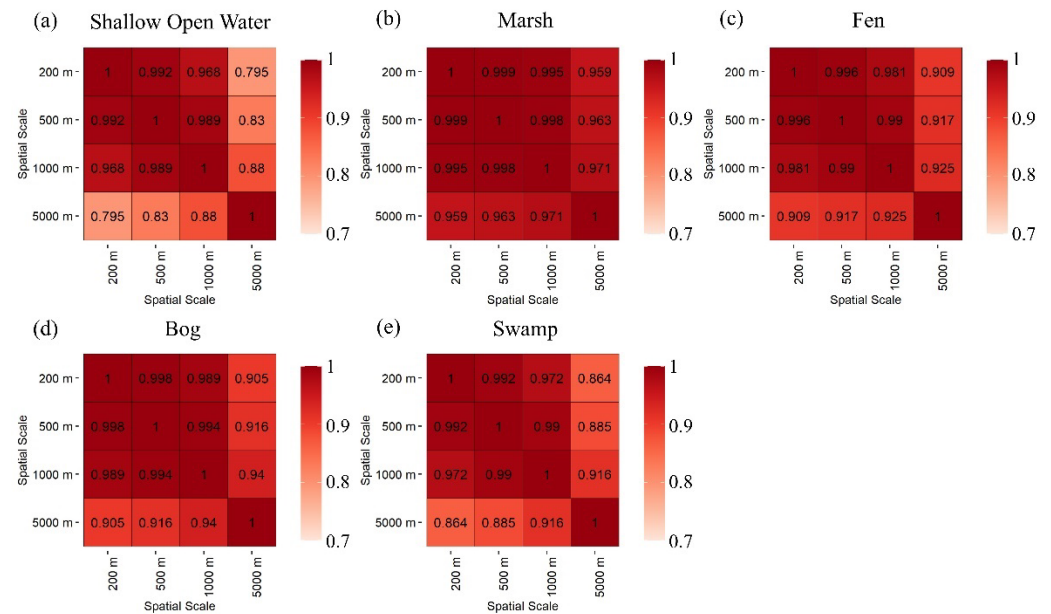 (a) Shallow Open Water
200 m 1 0.992 0.968 0.795
500 m 0.992 1 0.989 0.83
1000 m 0.968 0.989 1 0.88
5000 m 0.795 0.83 0.88 1
200 m 500 m 1000 m 5000 m
Spatial Scale
Spatial Scale
1
0.9
0.8
0.7
(b) Marsh
200 m 1 0.999 0.995 0.959
500 m 0.999 1 0.998 0.963
1000 m 0.995 0.998 1 0.971
5000 m 0.959 0.963 0.971 1
200 m 500 m 1000 m 5000 m
Spatial Scale
Spatial Scale
1
0.9
0.8
0.7
(c) Fen
200 m 1 0.996 0.981 0.909
500 m 0.996 1 0.99 0.917
1000 m 0.981 0.99 1 0.925
5000 m 0.909 0.917 0.925 1
200 m 500 m 1000 m 5000 m
Spatial Scale
Spatial Scale
1
0.9
0.8
0.7
(d) Bog
200 m 1 0.998 0.989 0.905
500 m 0.998 1 0.994 0.916
1000 m 0.989 0.994 1 0.94
5000 m 0.905 0.916 0.94 1
200 m 500 m 1000 m 5000 m
Spatial Scale
Spatial Scale
1
0.9
0.8
0.7
(e) Swamp
200 m 1 0.992 0.972 0.864
500 m 0.992 1 0.99 0.885
1000 m 0.972 0.99 1 0.916
5000 m 0.864 0.885 0.916 1
200 m 500 m 1000 m 5000 m
Spatial Scale
Spatial Scale
1
0.9
0.8
0.7